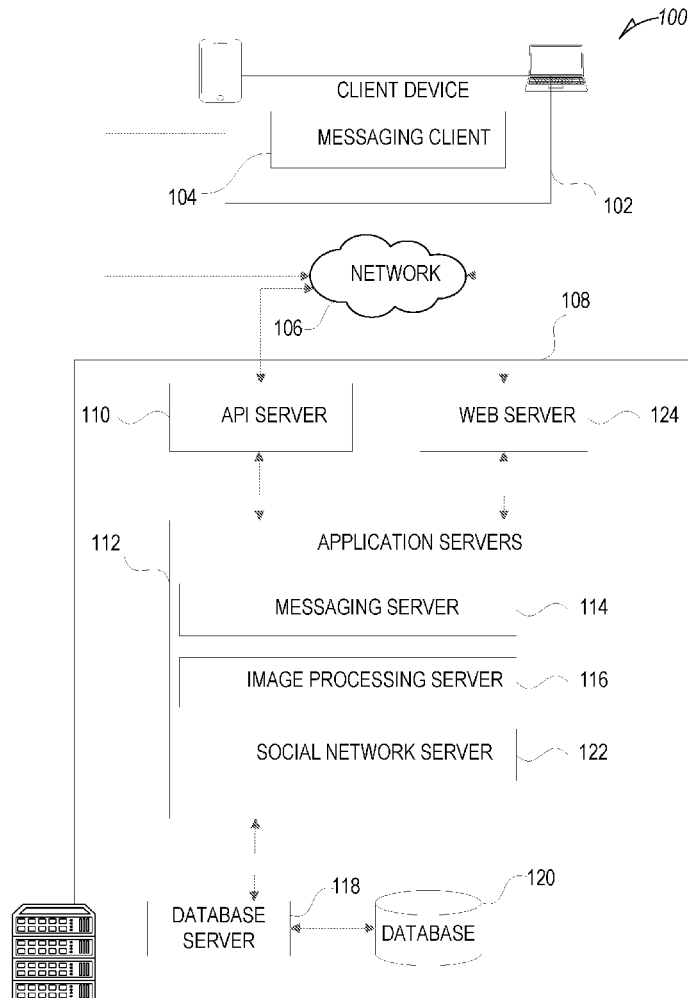 100
CLIENT DEVICE
MESSAGING CLIENT
104
102
NETWORK
106
108
110
API SERVER
WEB SERVER
124
112
APPLICATION SERVERS
MESSAGING SERVER
114
IMAGE PROCESSING SERVER
116
SOCIAL NETWORK SERVER
122
118
120
DATABASE
SERVER
DATABASE